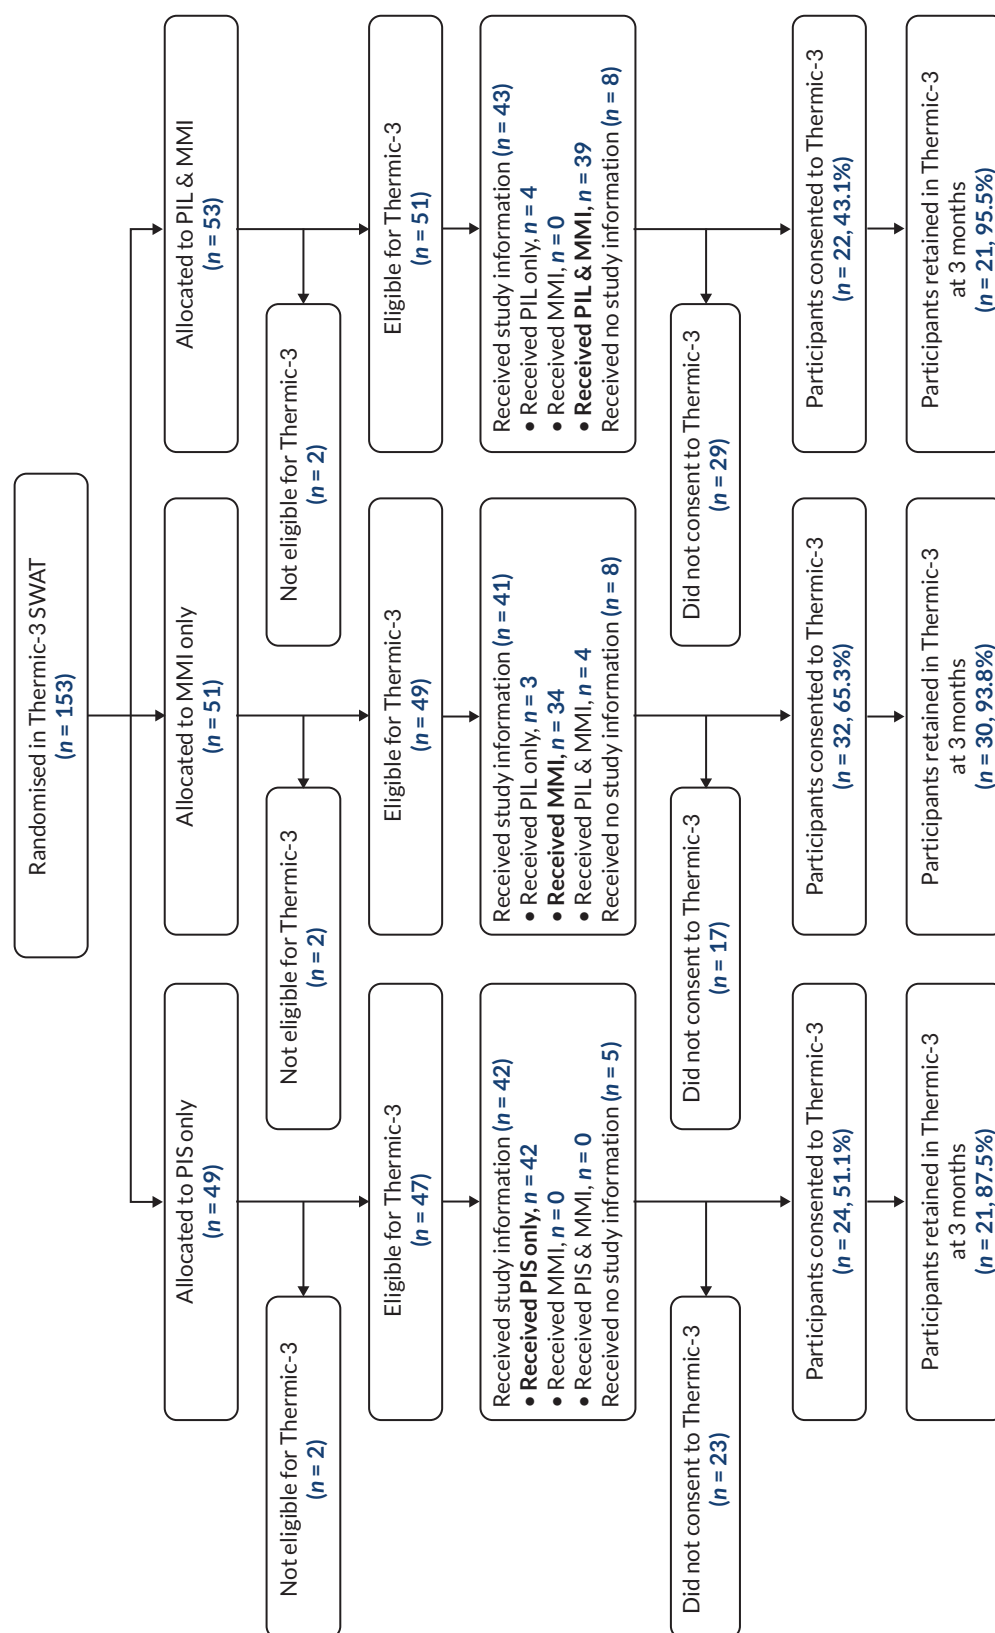 Randomised in Thermic-3 SWAT
(n = 153)
Allocated to PIS only
(n = 49)
Allocated to MMI only
(n = 51)
Allocated to PIL & MMI
(n = 53)
Not eligible for Thermic-3
(n = 2)
Not eligible for Thermic-3
(n = 2)
Not eligible for Thermic-3
(n = 2)
Eligible for Thermic-3
(n = 47)
Eligible for Thermic-3
(n = 49)
Eligible for Thermic-3
(n = 51)
Received study information (n = 42)
• Received PIS only, n = 42
• Received MMI, n = 0
• Received PIS & MMI, n = 0
Received no study information (n = 5)
Received study information (n = 41)
• Received PIL only, n = 3
• Received MMI, n = 34
• Received PIL & MMI, n = 4
Received no study information (n = 8)
Received study information (n = 43)
• Received PIL only, n = 4
• Received MMI, n = 0
• Received PIL & MMI, n = 39
Received no study information (n = 8)
Did not consent to Thermic-3
(n = 23)
Did not consent to Thermic-3
(n = 17)
Did not consent to Thermic-3
(n = 29)
Participants consented to Thermic-3
(n = 24, 51.1%)
Participants consented to Thermic-3
(n = 32, 65.3%)
Participants consented to Thermic-3
(n = 22, 43.1%)
Participants retained in Thermic-3
at 3 months
(n = 21, 87.5%)
Participants retained in Thermic-3
at 3 months
(n = 30, 93.8%)
Participants retained in Thermic-3
at 3 months
(n = 21, 95.5%)